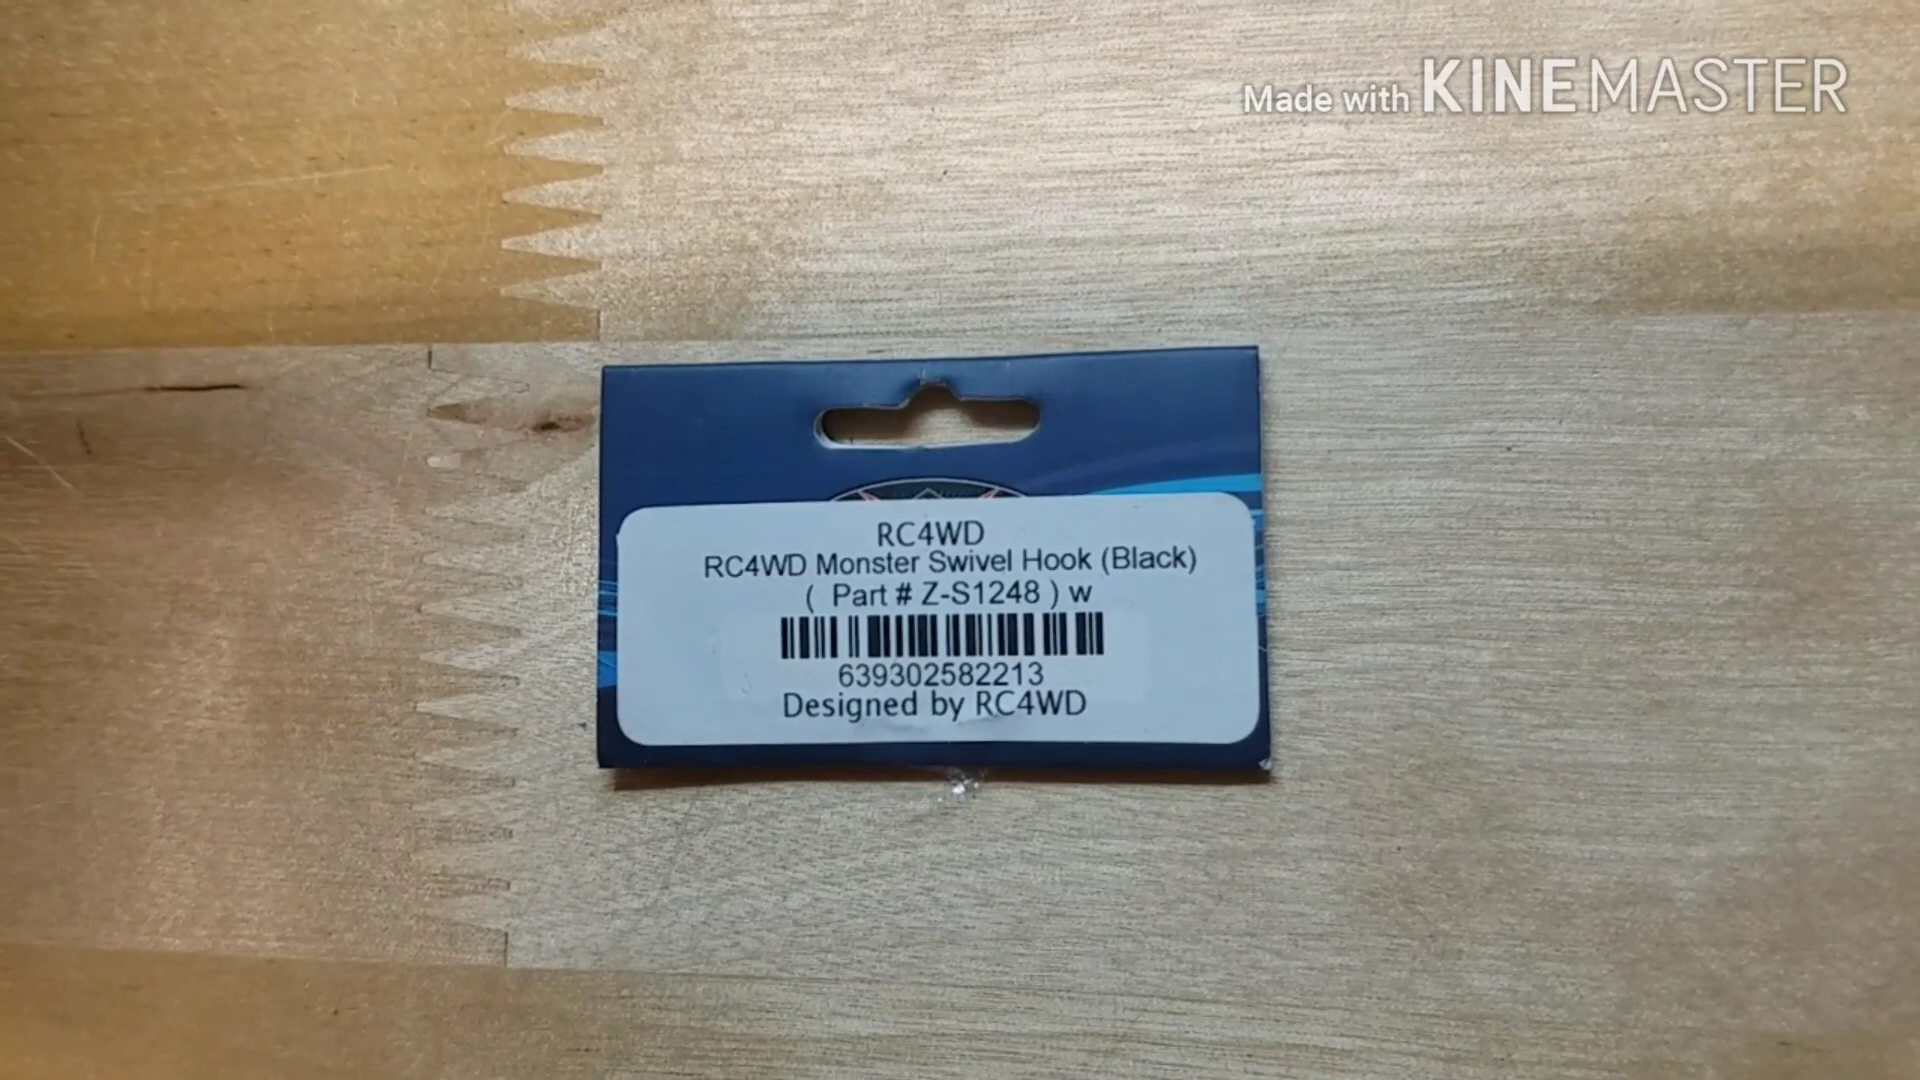 Made with KINEMASTER
RC4WD
RC4WD Monster Swivel Hook (Black)
( Part # Z-S1248 ) w
639302582213
Designed by RC4WD